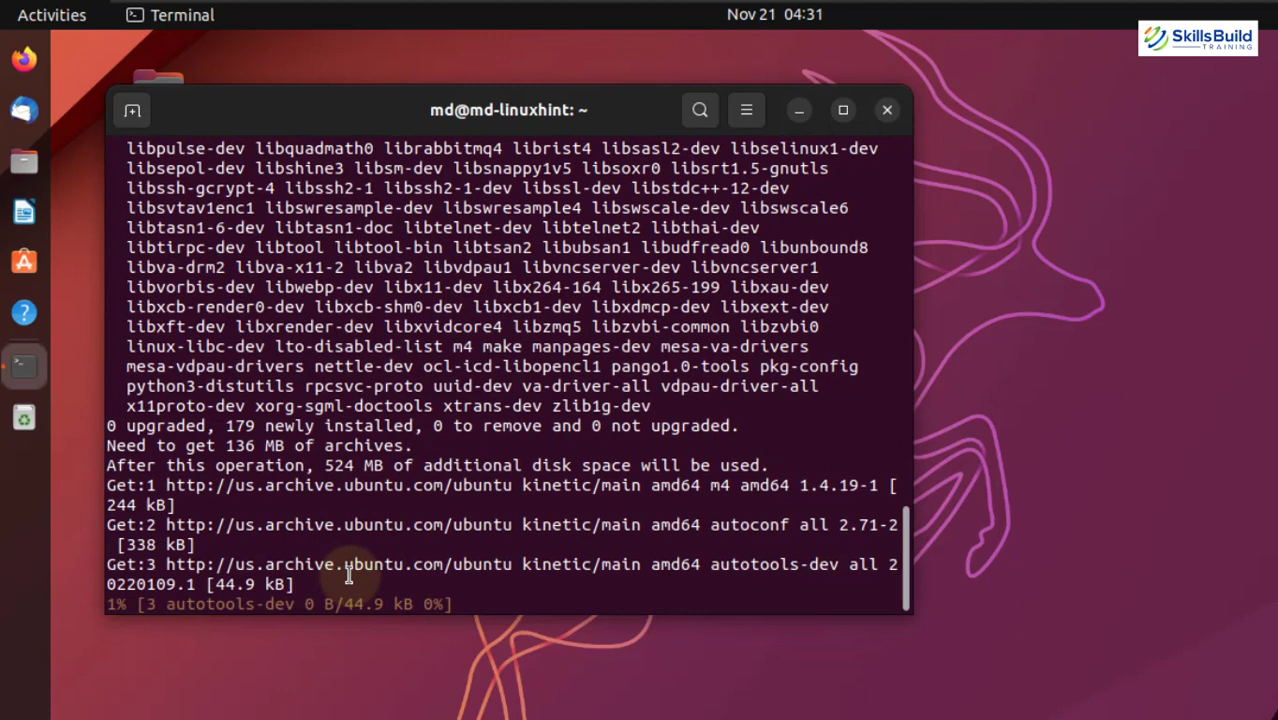 Activities
Terminal
Nov 21 04:31
SkillsBuild
TRAINING
md@md-linuxhint: ~
libpulse-dev libquadmath0 librabbitmq4 librist4 libsasl2-dev libselinux1-dev
libsepol-dev libshine3 libsm-dev libsnappy1v5 libsoxr0 libsrt1.5-gnutls
libssh-gcrypt-4 libssh2-1 libssh2-1-dev libssl-dev libstdc++-12-dev
libsvtav1enc1 libswresample-dev libswresample4 libswscale-dev libswscale6
libtasn1-6-dev libtasn1-doc libtelnet-dev libtelnet2 libthai-dev
libtirpc-dev libtool libtool-bin libtsan2 libubsan1 libudfread0 libunbound8
libva-drm2 libva-x11-2 libva2 libvdpau1 libvncserver-dev libvncserver1
libvorbis-dev libwebp-dev libx11-dev libx264-164 libx265-199 libxau-dev
libxcb-render0-dev libxcb-shm0-dev libxcb1-dev libxdmcp-dev libxext-dev
libxft-dev libxrender-dev libxvidcore4 libzmq5 libzvbi-common libzvbi0
linux-libc-dev lto-disabled-list m4 make manpages-dev mesa-va-drivers
mesa-vdpau-drivers nettle-dev ocl-icd-libopencl1 pango1.0-tools pkg-config
python3-distutils rpcsvc-proto uuid-dev va-driver-all vdpau-driver-all
x11proto-dev xorg-sgml-doctools xtrans-dev zlib1g-dev
0 upgraded, 179 newly installed, 0 to remove and 0 not upgraded.
Need to get 136 MB of archives.
After this operation, 524 MB of additional disk space will be used.
Get:1 http://us.archive.ubuntu.com/ubuntu kinetic/main amd64 m4 amd64 1.4.19-1 [
244 kB]
Get:2 http://us.archive.ubuntu.com/ubuntu kinetic/main amd64 autoconf all 2.71-2
[338 kB]
Get:3 http://us.archive.ubuntu.com/ubuntu kinetic/main amd64 autotools-dev all 2
0220109.1 [44.9 kB]
1% [3 autotools-dev 0 B/44.9 kB 0%]